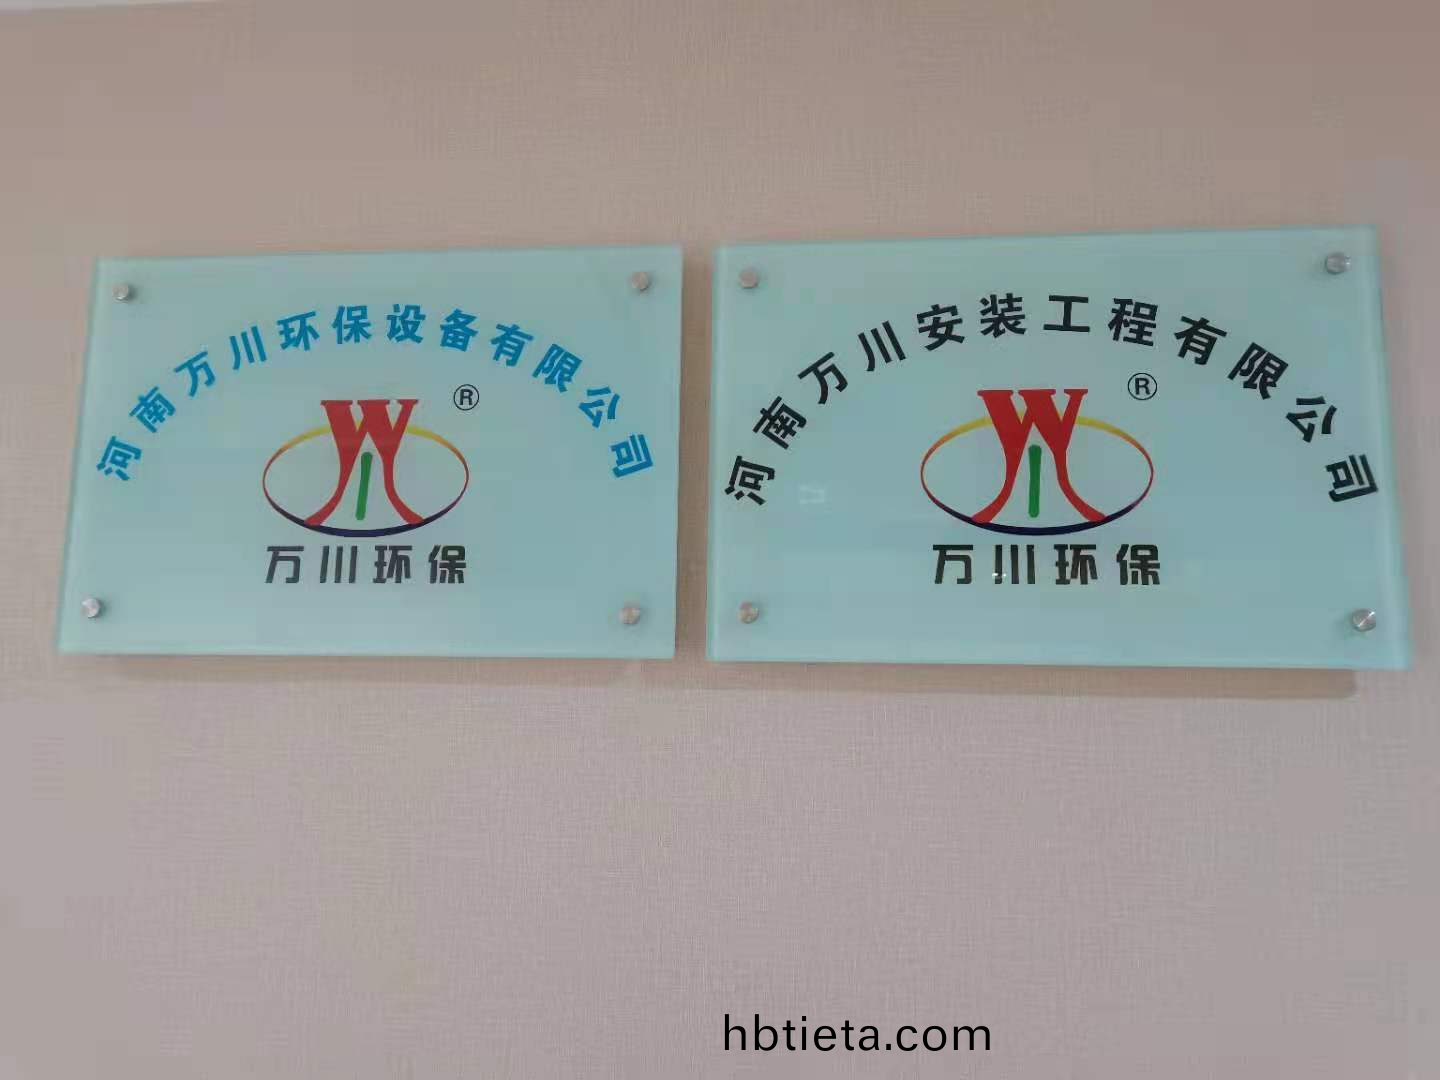 河南万川环保设备有限公司
®
万川环保
河南万川安装工程有限公司
®
万川环保
hbtieta.com